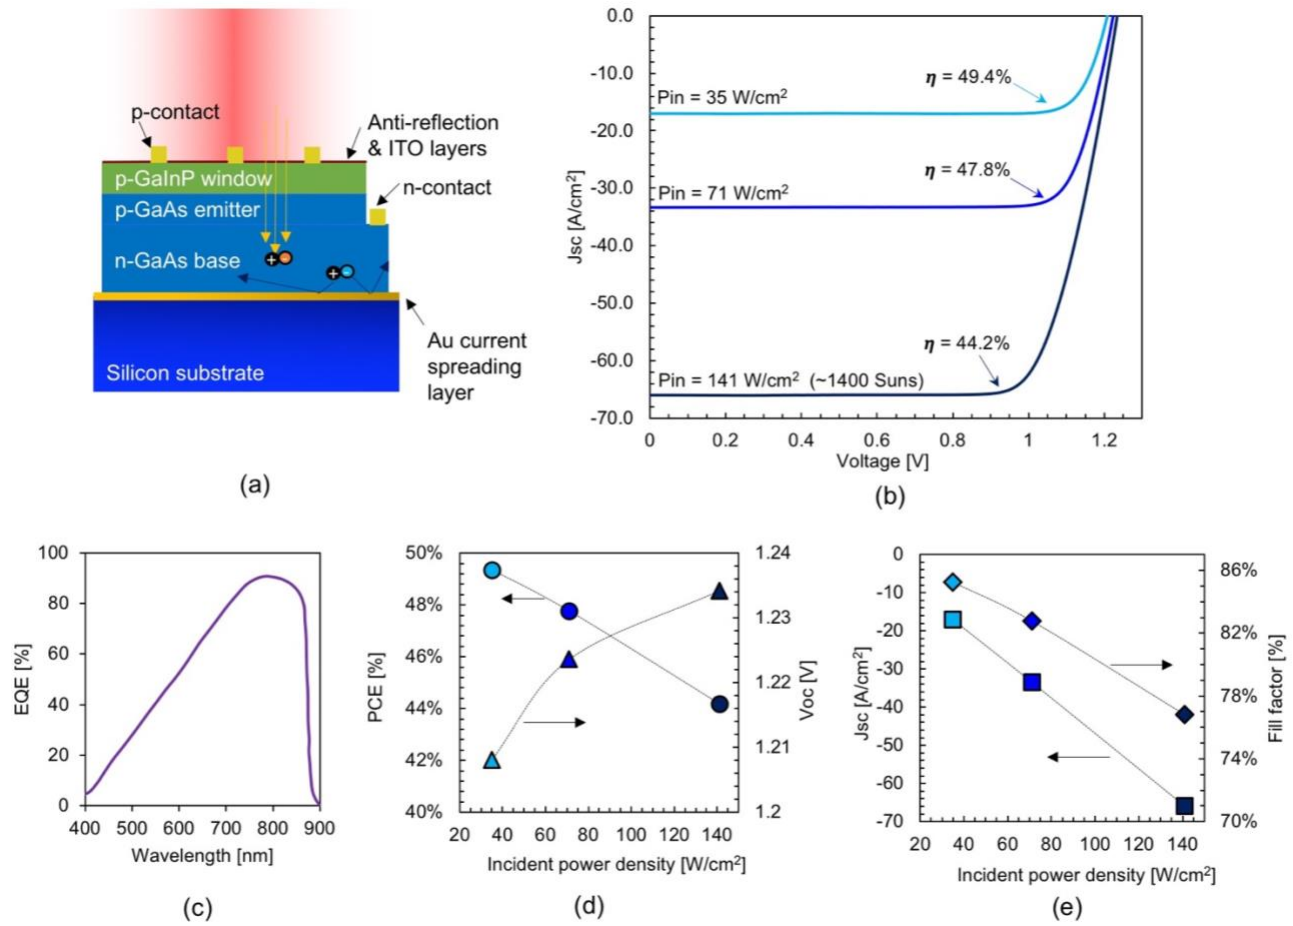 p-contact
Anti-reflection
& ITO layers
n-contact
p-GaInP window
p-GaAs emitter
n-GaAs base
+ -
+ -
Au current
spreading
layer
Silicon substrate
(a)
0.0
-10.0
-20.0
-30.0
-40.0
-50.0
-60.0
-70.0
Jsc [A/cm²]
η = 49.4%
Pin = 35 W/cm²
η = 47.8%
Pin = 71 W/cm²
η = 44.2%
Pin = 141 W/cm² (~1400 Suns)
0 0.2 0.4 0.6 0.8 1 1.2
Voltage [V]
(b)
100
80
60
40
20
0
EQE [%]
400 500 600 700 800 900
Wavelength [nm]
(c)
50%
48%
46%
44%
42%
40%
PCE [%]
1.24
1.23
1.22
1.21
1.2
Voc [V]
20 40 60 80 100 120 140
Incident power density [W/cm²]
(d)
0
-10
-20
-30
-40
-50
-60
-70
Jsc [A/cm²]
86%
82%
78%
74%
70%
Fill factor [%]
20 40 60 80 100 120 140
Incident power density [W/cm²]
(e)